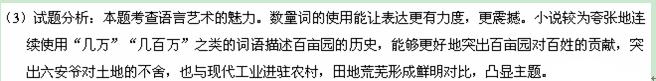 （3）试题分析：本题考查语言艺术的魅力。数量词的使用能让表达更有力度，更震撼。小说较为夸张地连
续使用“几万”“几百万”之类的词语描述百亩园的历史，能够更好地突出百亩园对百姓的贡献，突
出六安爷对土地的不舍，也与现代工业进驻农村，田地荒芜形成鲜明对比，凸显主题。